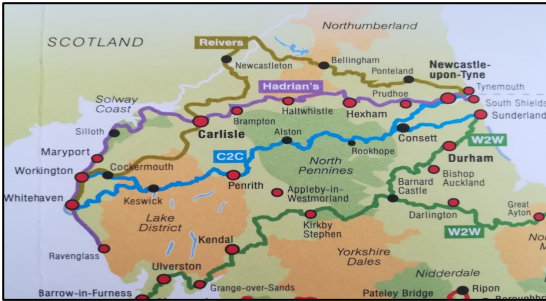 SCOTLAND
Northumberland
Reivers
Newcastleton
Bellingham
Ponteland
Newcastle-
upon-Tyne
Tynemouth
South Shields
Sunderland
Hadrian's
Prudhoe
Haltwhistle
Hexham
Brampton
Solway
Coast
Silloth
Carlisle
Alston
Consett
W2W
Maryport
Workington
Cockermouth
C2C
North
Pennines
Rookhope
Durham
Bishop
Auckland
Whitehaven
Keswick
Penrith
Appleby-in-
Westmorland
Barnard
Castle
Darlington
Great
Ayton
Lake
District
Kirkby
Stephen
W2W
Ravenglass
Kendal
Yorkshire
Dales
Ulverston
Nidderdale
Barrow-in-Furness
Grange-over-Sands
Pateley Bridge
Ripon